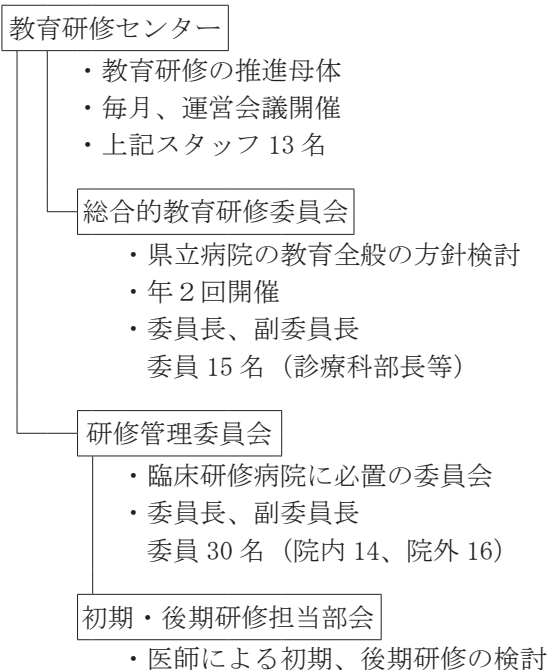 教育研修センター
・教育研修の推進母体
・毎月、運営会議開催
・上記スタッフ 13 名
総合的教育研修委員会
・県立病院の教育全般の方針検討
・年２回開催
・委員長、副委員長
委員 15 名（診療科部長等）
研修管理委員会
・臨床研修病院に必置の委員会
・委員長、副委員長
委員 30 名（院内 14、院外 16）
初期・後期研修担当部会
・医師による初期、後期研修の検討